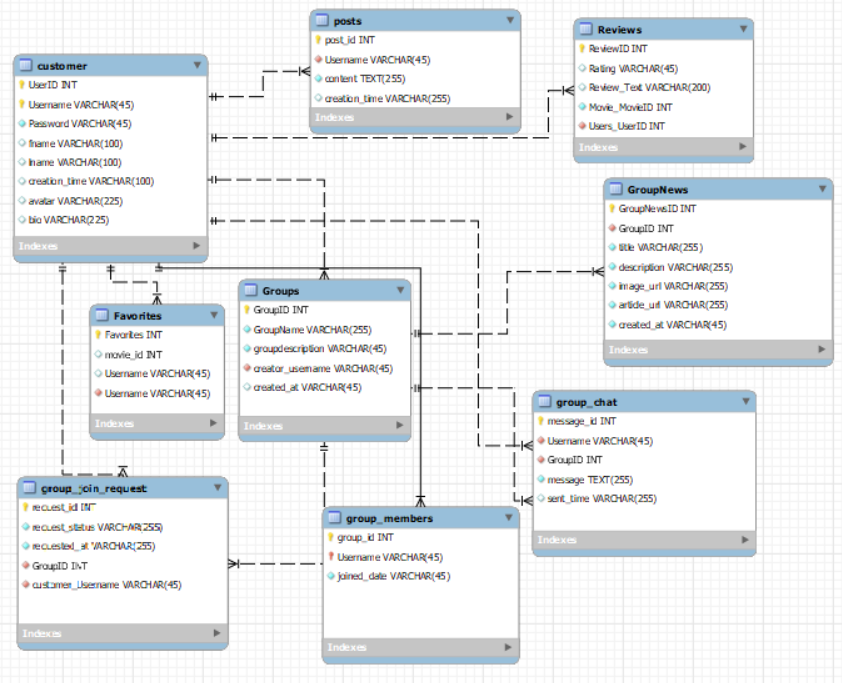 customer
UserID INT
Username VARCHAR(45)
Password VARCHAR(45)
fname VARCHAR(100)
lname VARCHAR(100)
creation_time VARCHAR(100)
avatar VARCHAR(225)
bio VARCHAR(225)
Indexes
posts
post_id INT
Username VARCHAR(45)
content TEXT(255)
creation_time VARCHAR(255)
Indexes
Reviews
ReviewID INT
Rating VARCHAR(45)
Review_Text VARCHAR(200)
Movie_MovieID INT
Users_UserID INT
Indexes
GroupNews
GroupNewsID INT
GroupID INT
title VARCHAR(255)
description VARCHAR(255)
image_url VARCHAR(255)
article_url VARCHAR(255)
created_at VARCHAR(45)
Indexes
Favorites
Favorites INT
movie_id INT
Username VARCHAR(45)
Username VARCHAR(45)
Indexes
Groups
GroupID INT
GroupName VARCHAR(255)
groupdescription VARCHAR(45)
creator_username VARCHAR(45)
created_at VARCHAR(45)
Indexes
group_chat
message_id INT
Username VARCHAR(45)
GroupID INT
message TEXT(255)
sent_time VARCHAR(255)
Indexes
group_join_request
request_id INT
request_status VARCHAR(255)
requested_at VARCHAR(255)
GroupID INT
customer_Username VARCHAR(45)
Indexes
group_members
group_id INT
Username VARCHAR(45)
joined_date VARCHAR(45)
Indexes